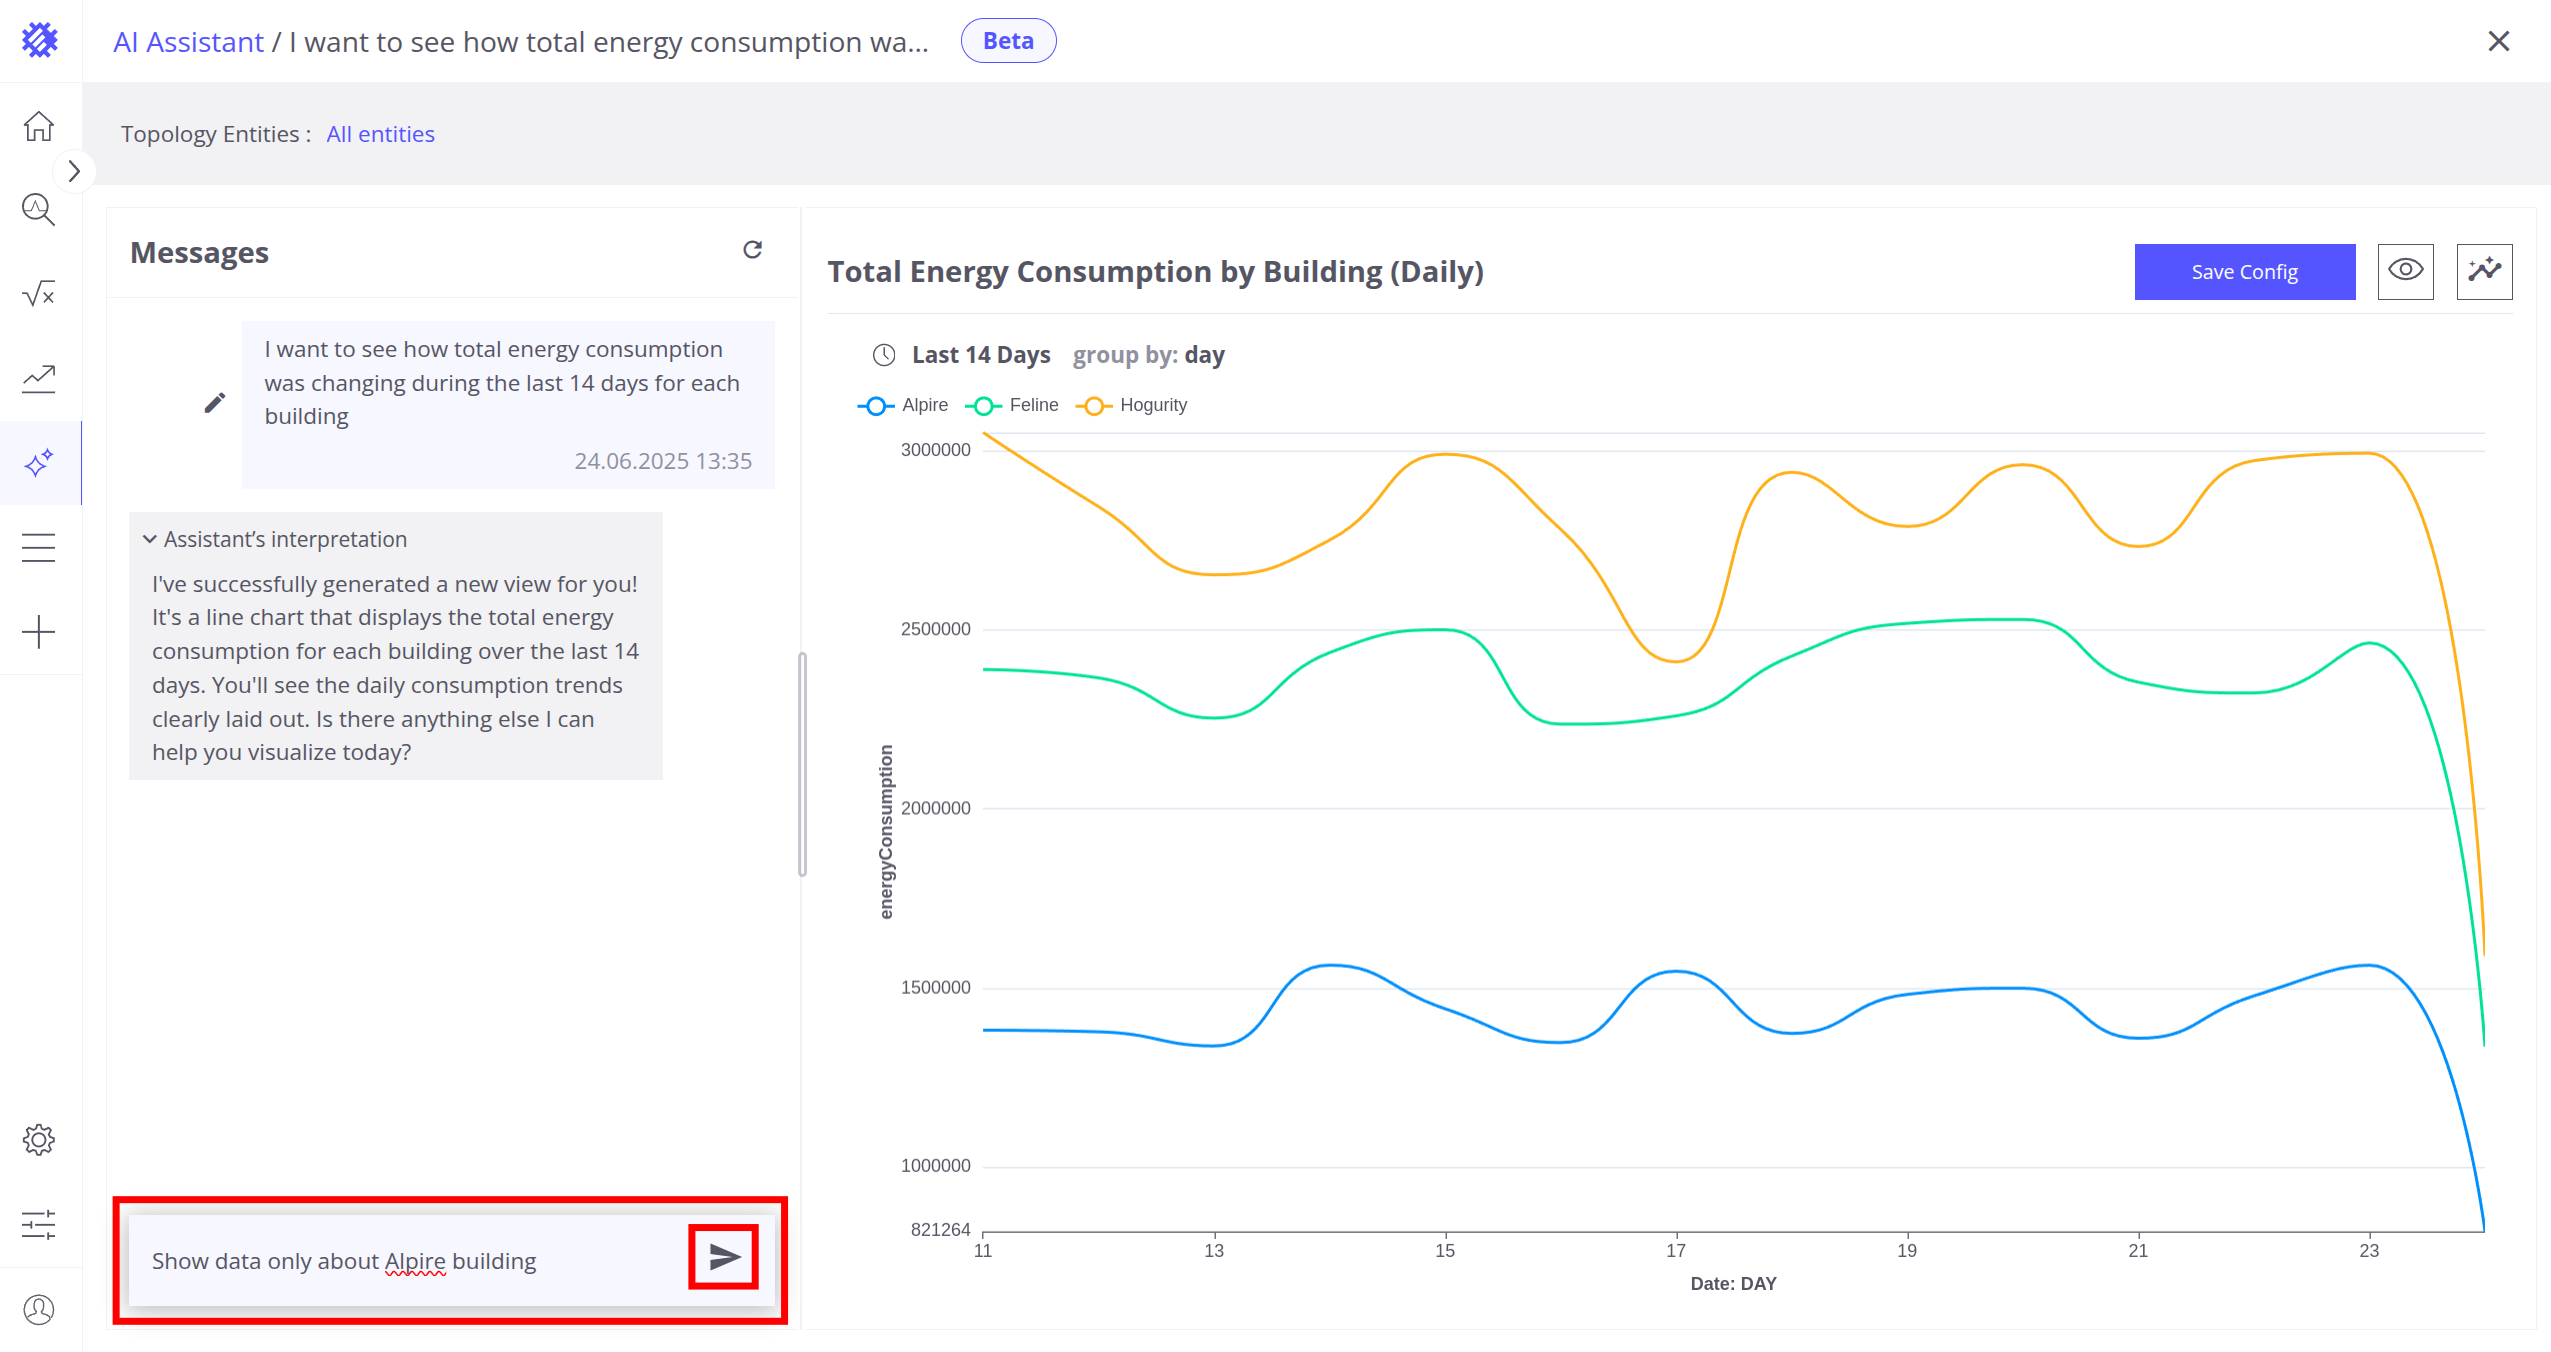 AI Assistant / I want to see how total energy consumption wa...
Beta
Topology Entities : All entities
Messages
I want to see how total energy consumption
was changing during the last 14 days for each
building
24.06.2025 13:35
Assistant's interpretation
I've successfully generated a new view for you!
It's a line chart that displays the total energy
consumption for each building over the last 14
days. You'll see the daily consumption trends
clearly laid out. Is there anything else I can
help you visualize today?
Show data only about Alpire building
Total Energy Consumption by Building (Daily)
Save Config
Last 14 Days group by: day
Alpire Feline Hogurity
3000000
2500000
2000000
1500000
1000000
821264
energyConsumption
11 13 15 17 19 21 23
Date: DAY